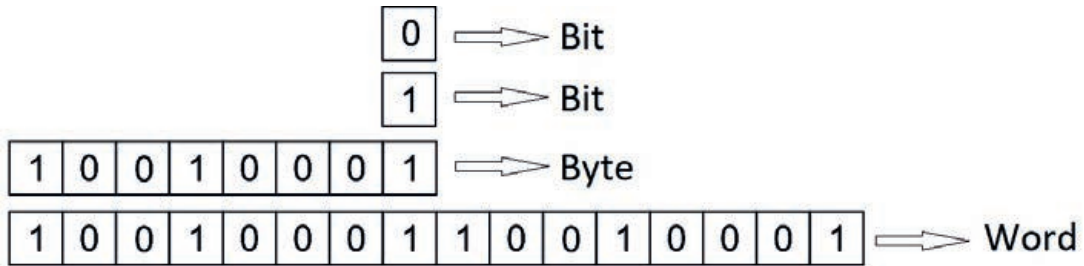 0 Bit
1 Bit
1 0 0 1 0 0 0 1 Byte
1 0 0 1 0 0 0 1 1 0 0 1 0 0 0 1 Word